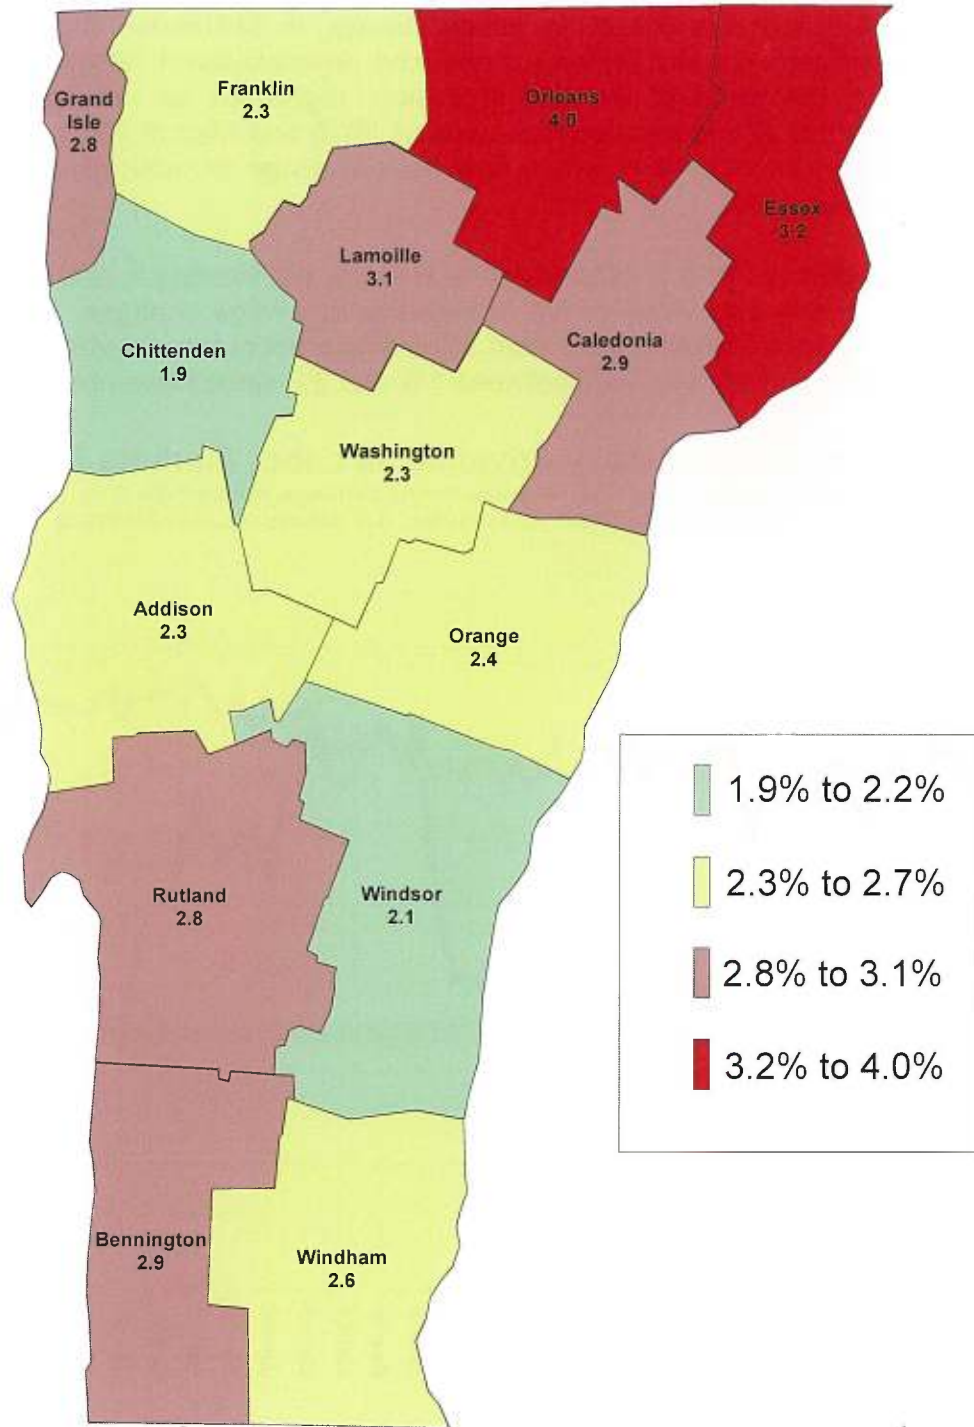 Grand
Isle
2.8
Franklin
2.3
Orleans
4.0
Essex
3.2
Lamoille
3.1
Caledonia
2.9
Chittenden
1.9
Washington
2.3
Addison
2.3
Orange
2.4
Rutland
2.8
Windsor
2.1
Bennington
2.9
Windham
2.6
1.9% to 2.2%
2.3% to 2.7%
2.8% to 3.1%
3.2% to 4.0%